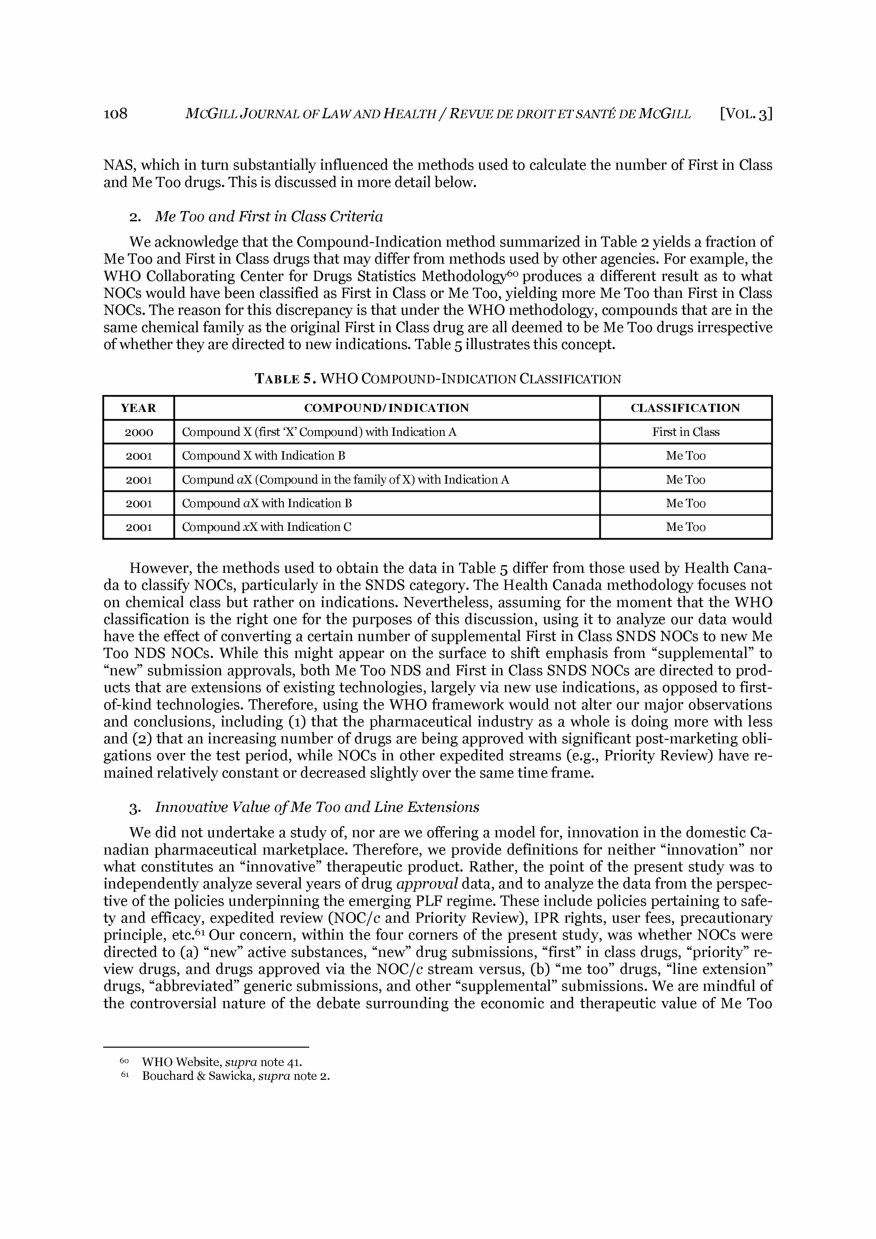 108 MCGILL JOURNAL OF LAW AND HEALTH / REVUE DE DROIT ET SANTÉ DE MCGILL [VOL. 3]
NAS, which in turn substantially influenced the methods used to calculate the number of First in Class
and Me Too drugs. This is discussed in more detail below.
2. Me Too and First in Class Criteria
We acknowledge that the Compound-Indication method summarized in Table 2 yields a fraction of
Me Too and First in Class drugs that may differ from methods used by other agencies. For example, the
WHO Collaborating Center for Drugs Statistics Methodology60 produces a different result as to what
NOCs would have been classified as First in Class or Me Too, yielding more Me Too than First in Class
NOCs. The reason for this discrepancy is that under the WHO methodology, compounds that are in the
same chemical family as the original First in Class drug are all deemed to be Me Too drugs irrespective
of whether they are directed to new indications. Table 5 illustrates this concept.
TABLE 5. WHO COMPOUND-INDICATION CLASSIFICATION
YEAR COMPOUND/INDICATION CLASSIFICATION
2000 Compound X (first ‘X’ Compound) with Indication A First in Class
2001 Compound X with Indication B Me Too
2001 Compund aX (Compound in the family of X) with Indication A Me Too
2001 Compound aX with Indication B Me Too
2001 Compound xX with Indication C Me Too
However, the methods used to obtain the data in Table 5 differ from those used by Health Cana-
da to classify NOCs, particularly in the SNDS category. The Health Canada methodology focuses not
on chemical class but rather on indications. Nevertheless, assuming for the moment that the WHO
classification is the right one for the purposes of this discussion, using it to analyze our data would
have the effect of converting a certain number of supplemental First in Class SNDS NOCs to new Me
Too NDS NOCs. While this might appear on the surface to shift emphasis from “supplemental” to
“new” submission approvals, both Me Too NDS and First in Class SNDS NOCs are directed to prod-
ucts that are extensions of existing technologies, largely via new use indications, as opposed to first-
of-kind technologies. Therefore, using the WHO framework would not alter our major observations
and conclusions, including (1) that the pharmaceutical industry as a whole is doing more with less
and (2) that an increasing number of drugs are being approved with significant post-marketing obli-
gations over the test period, while NOCs in other expedited streams (e.g., Priority Review) have re-
mained relatively constant or decreased slightly over the same time frame.
3. Innovative Value of Me Too and Line Extensions
We did not undertake a study of, nor are we offering a model for, innovation in the domestic Ca-
nadian pharmaceutical marketplace. Therefore, we provide definitions for neither “innovation” nor
what constitutes an “innovative” therapeutic product. Rather, the point of the present study was to
independently analyze several years of drug approval data, and to analyze the data from the perspec-
tive of the policies underpinning the emerging PLF regime. These include policies pertaining to safe-
ty and efficacy, expedited review (NOC/c and Priority Review), IPR rights, user fees, precautionary
principle, etc.61 Our concern, within the four corners of the present study, was whether NOCs were
directed to (a) “new” active substances, “new” drug submissions, “first” in class drugs, “priority” re-
view drugs, and drugs approved via the NOC/c stream versus, (b) “me too” drugs, “line extension”
drugs, “abbreviated” generic submissions, and other “supplemental” submissions. We are mindful of
the controversial nature of the debate surrounding the economic and therapeutic value of Me Too
60 WHO Website, supra note 41.
61 Bouchard & Sawicka, supra note 2.